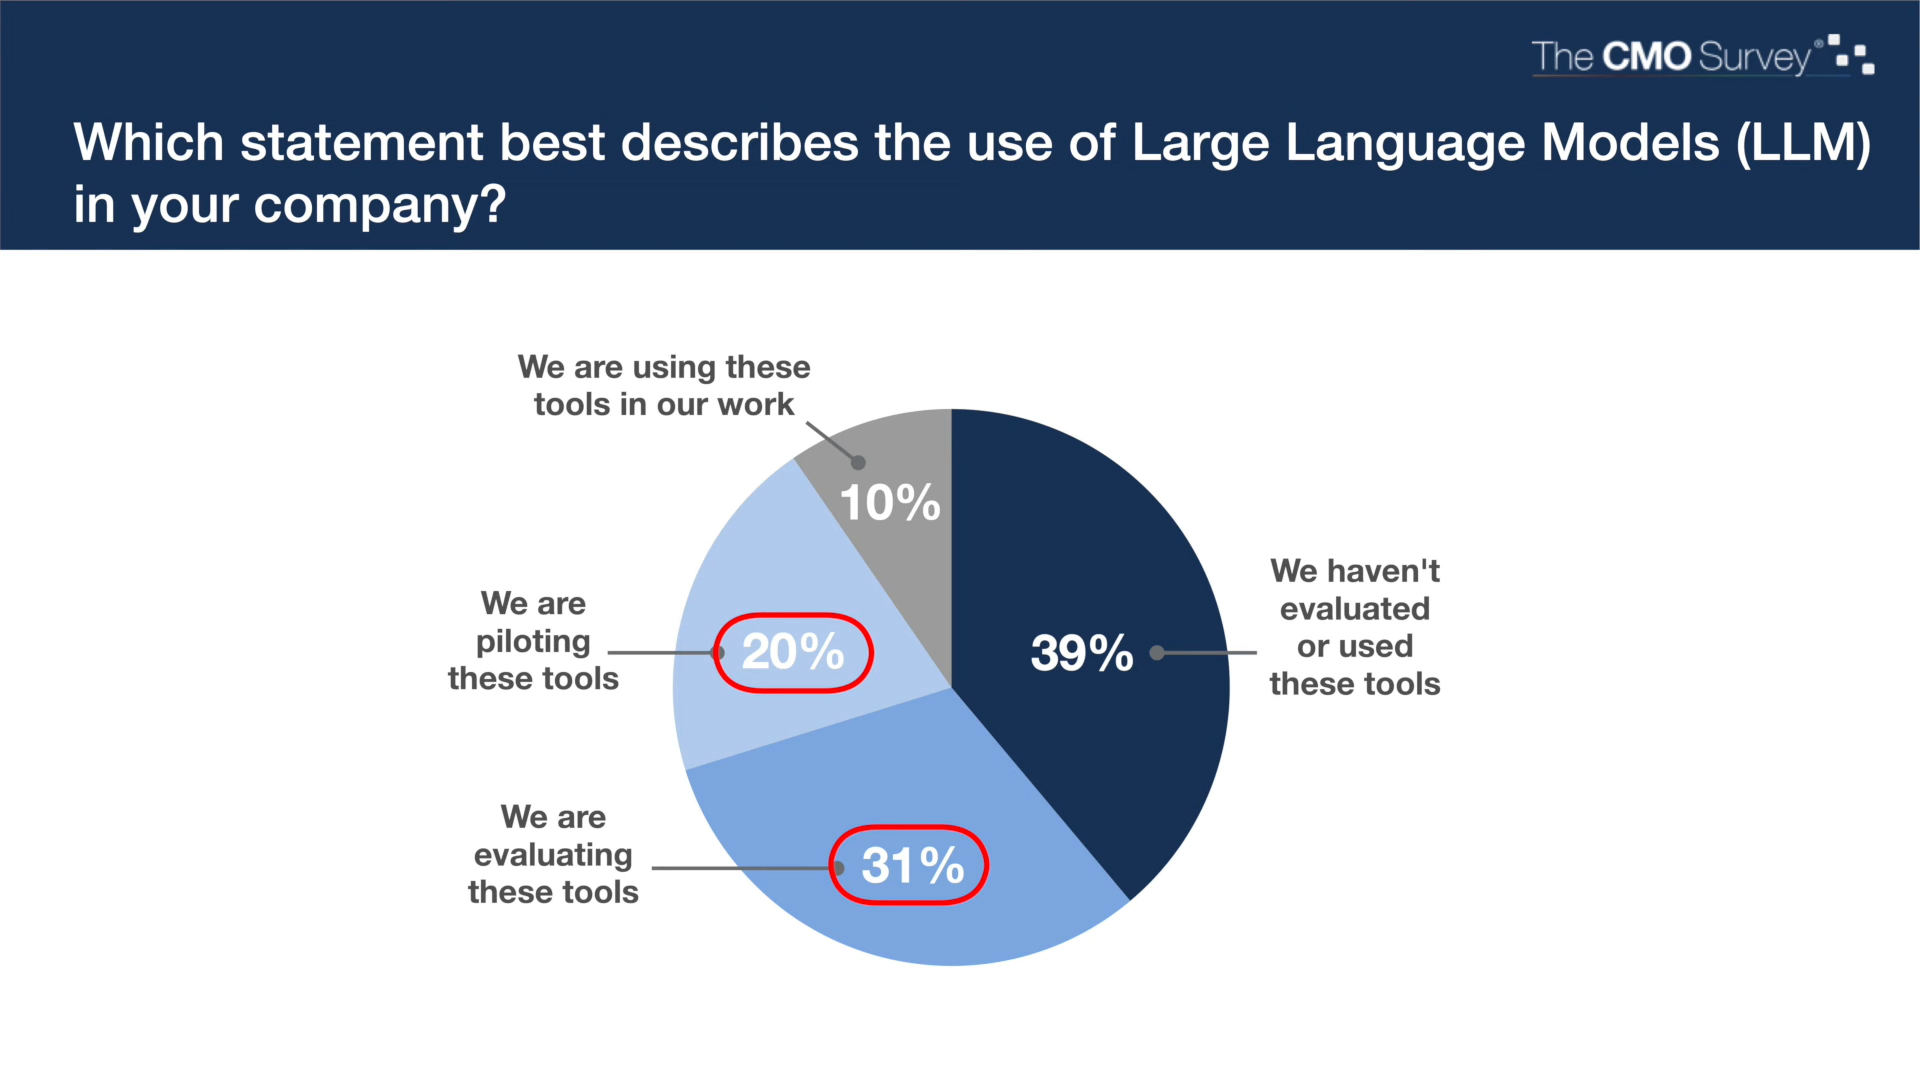 The CMO Survey®
Which statement best describes the use of Large Language Models (LLM)
in your company?
We are using these
tools in our work
10%
We are
piloting
these tools
20%
39%
We haven't
evaluated
or used
these tools
We are
evaluating
these tools
31%